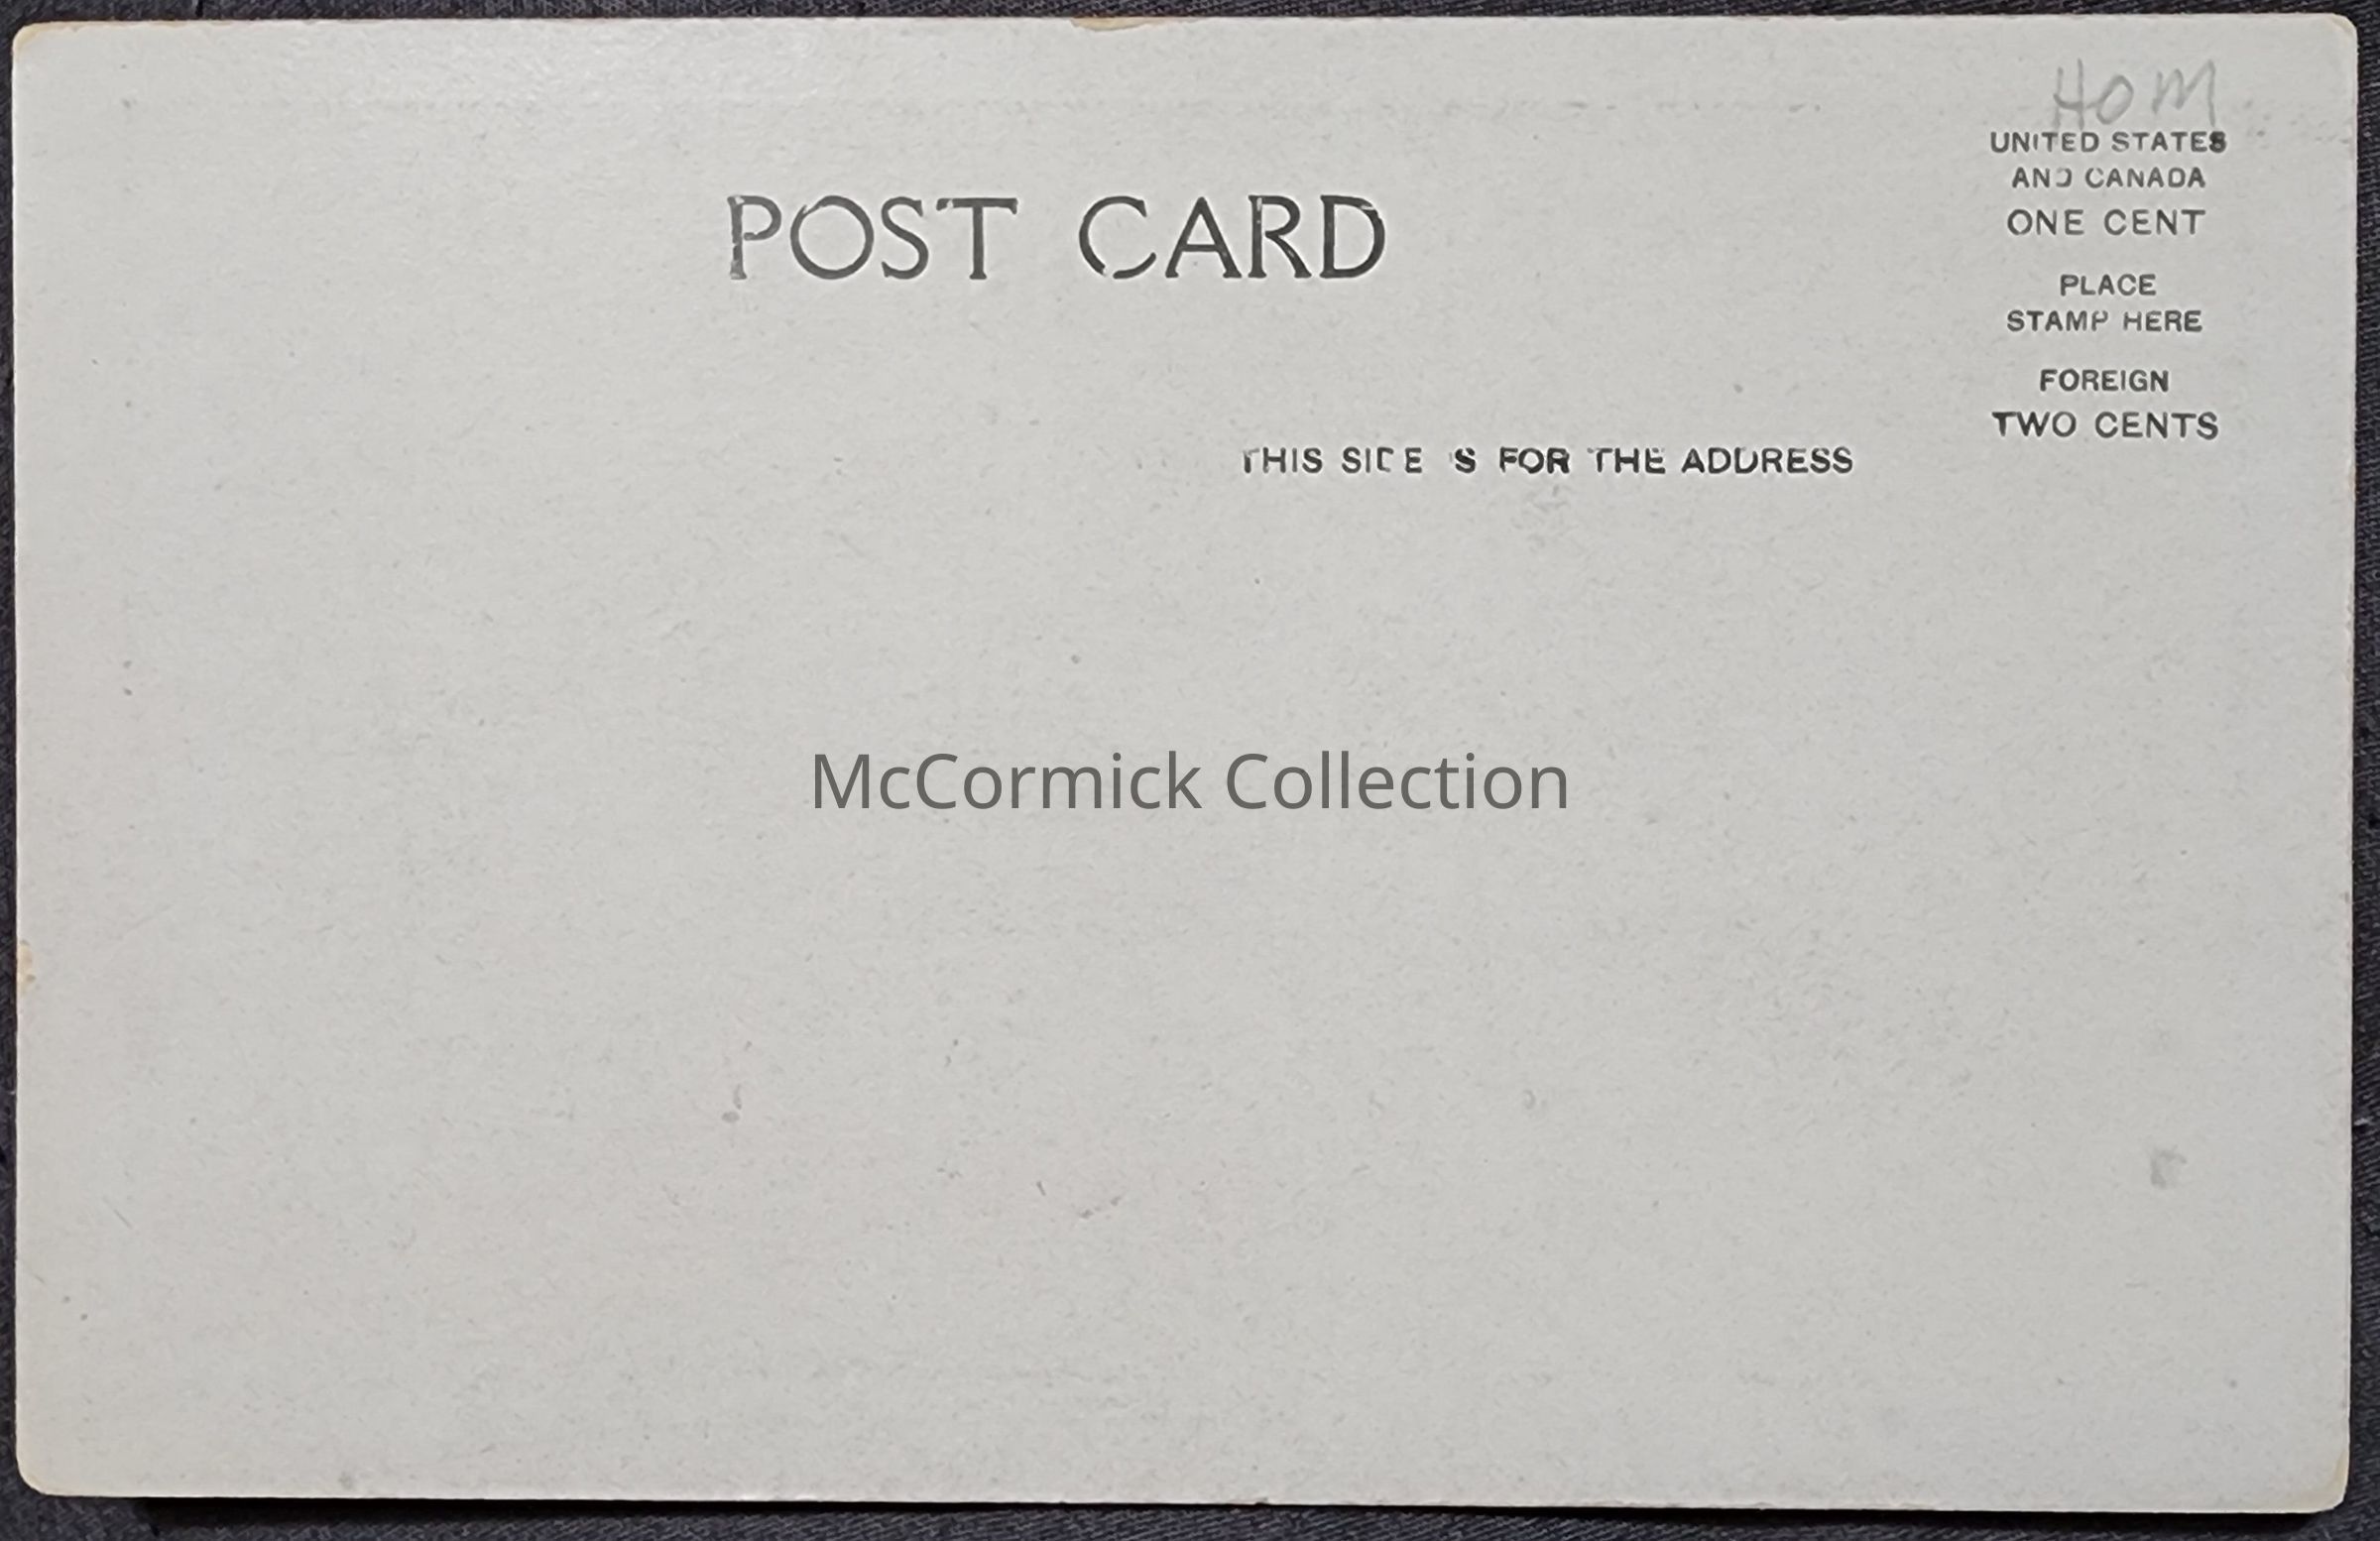 HOM
UNITED STATES
AND CANADA
ONE CENT
PLACE
STAMP HERE
FOREIGN
TWO CENTS
POST CARD
THIS SIDE IS FOR THE ADDRESS
McCormick Collection